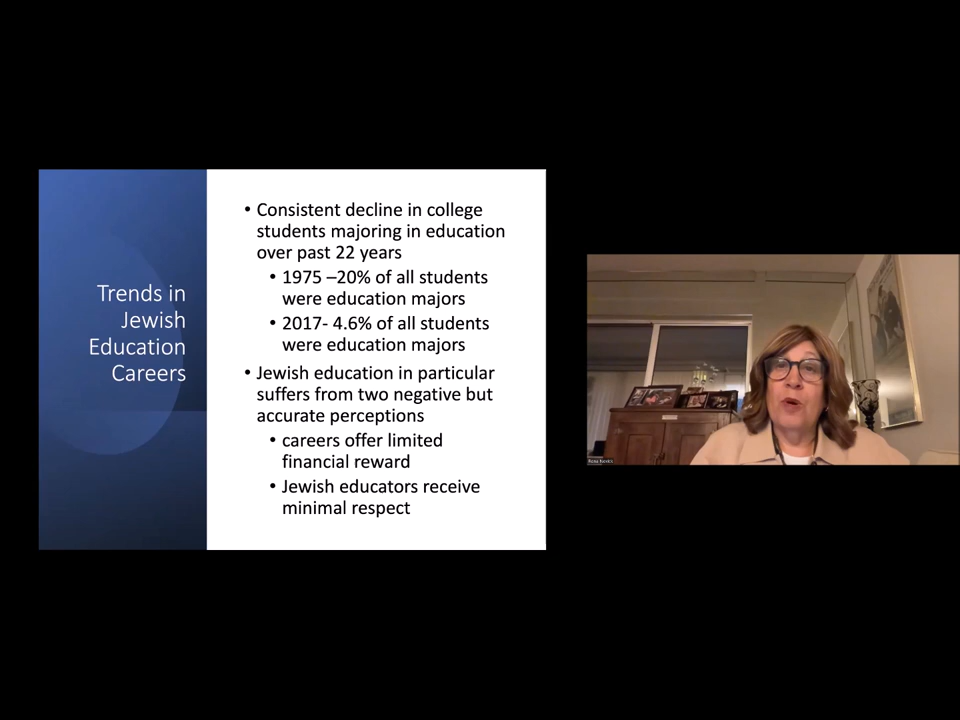 Trends in
Jewish
Education
Careers
• Consistent decline in college
students majoring in education
over past 22 years
• 1975 –20% of all students
were education majors
• 2017- 4.6% of all students
were education majors
• Jewish education in particular
suffers from two negative but
accurate perceptions
• careers offer limited
financial reward
• Jewish educators receive
minimal respect